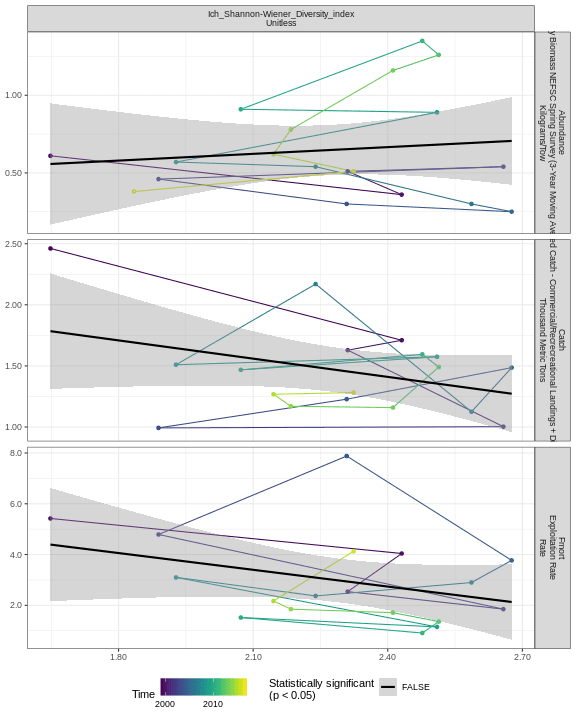 Ich_Shannon-Wiener_Diversity_index
Unitless
1.00
0.50
Abundance
Biomass NEFSC Spring Survey (3-Year Moving
Kilograms/tow
2.50
2.00
1.50
1.00
Catch
Catch - Commercial/Recreational Landings +
Thousand Metric Tons
8.0
6.0
4.0
2.0
Fmort
Exploitation Rate
Rate
1.80
2.10
2.40
2.70
Time
2000
2010
Statistically significant
(p < 0.05)
FALSE